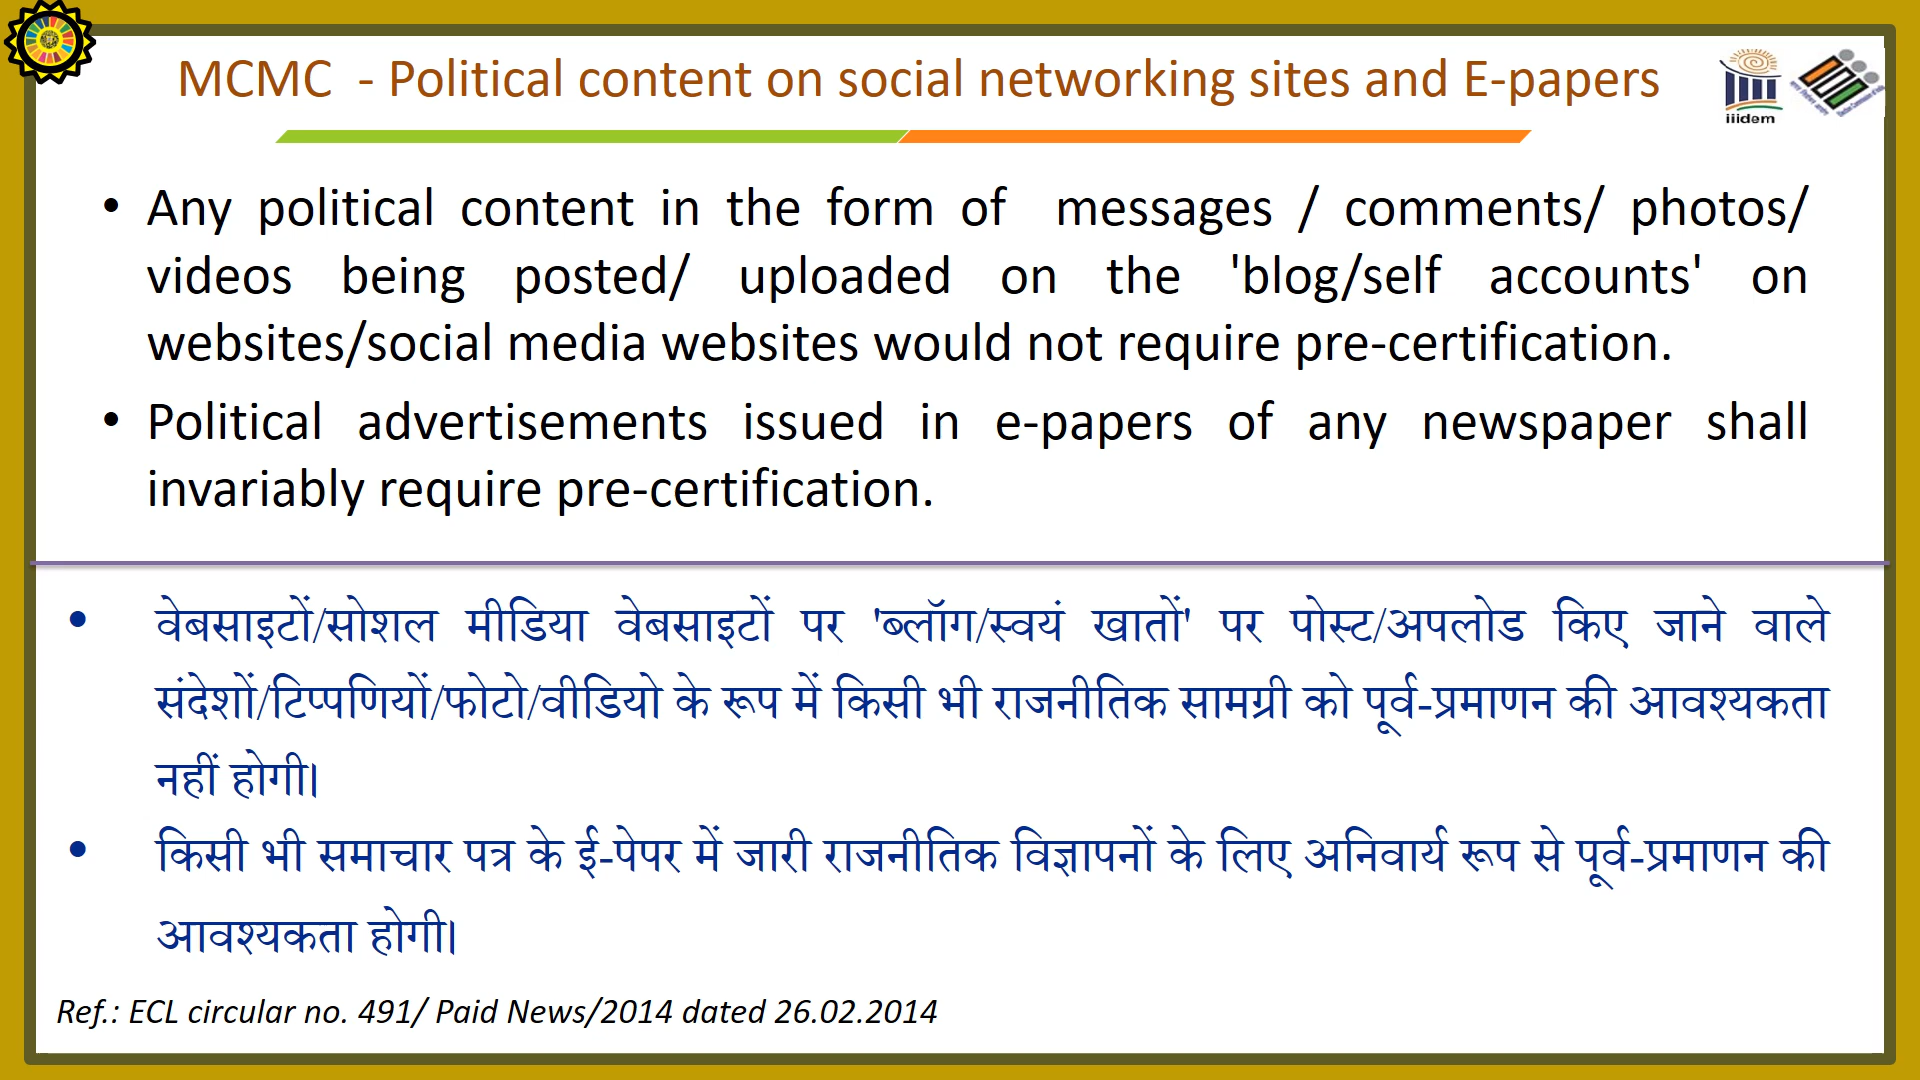 MCMC - Political content on social networking sites and E-papers
iiidem
• Any political content in the form of messages / comments/ photos/
videos being posted/ uploaded on the 'blog/self accounts' on
websites/social media websites would not require pre-certification.
• Political advertisements issued in e-papers of any newspaper shall
invariably require pre-certification.
• वेबसाइटों/सोशल मीडिया वेबसाइटों पर 'ब्लॉग/स्वयं खातों' पर पोस्ट/अपलोड किए जाने वाले
संदेशों/टिप्पणियों/फोटो/वीडियो के रूप में किसी भी राजनीतिक सामग्री को पूर्व-प्रमाणन की आवश्यकता
नहीं होगी।
• किसी भी समाचार पत्र के ई-पेपर में जारी राजनीतिक विज्ञापनों के लिए अनिवार्य रूप से पूर्व-प्रमाणन की
आवश्यकता होगी।
Ref.: ECL circular no. 491/ Paid News/2014 dated 26.02.2014